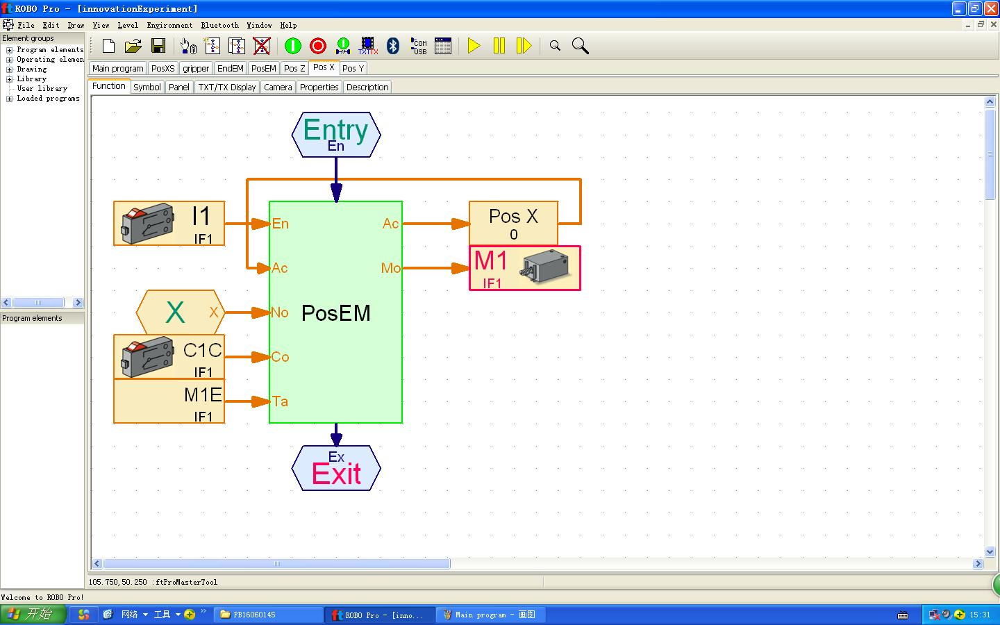 ROBO Pro - [innovationExperiment]
File Edit Draw View Level Environment Bluetooth Window Help
Element groups
Program elements
Operating elemen
Drawing
Library
User library
Loaded programs
TXTTX
COM
USB
Main program PosXS gripper EndEM PosEM Pos Z Pos X Pos Y
Function Symbol Panel TXT/TX Display Camera Properties Description
Entry
En
I1
IF1
En
Ac
Pos X
0
Ac
Mo
M1
IF1
X
X
No
PosEM
C1C
IF1
Co
M1E
IF1
Ta
Ex
Exit
Program elements
105.750,50.250 :ftProMasterTool
Welcome to ROBO Pro!
开始
网络
工具
PB16060145
ROBO Pro - [inno...
Main program - 画图
15:31